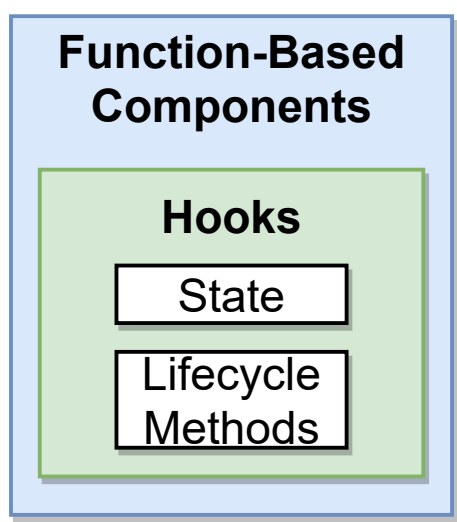 Function-Based
Components
Hooks
State
Lifecycle
Methods